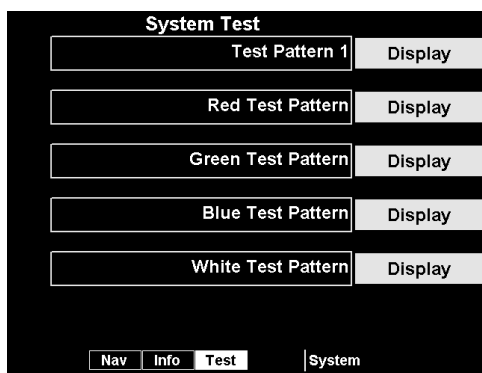 System Test
Test Pattern 1 Display
Red Test Pattern Display
Green Test Pattern Display
Blue Test Pattern Display
White Test Pattern Display
Nav Info Test System